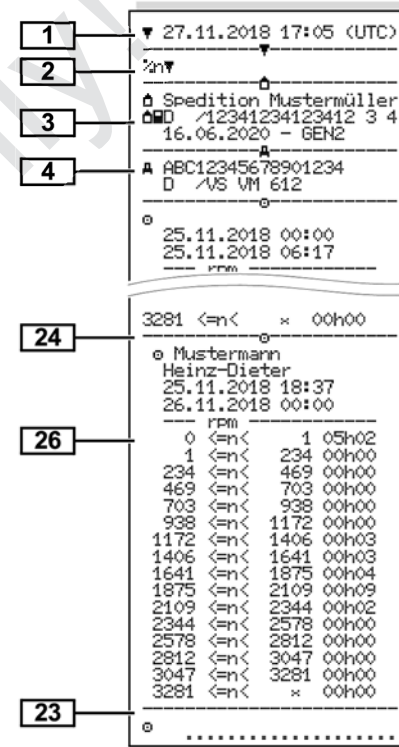 1 ▼ 27.11.2018 17:05 (UTC)
2 %n▼
Spedition Mustermüller
3 D /12341234123412 3 4
16.06.2020 - GEN2
4 A ABC12345678901234
D /VS VM 612
25.11.2018 00:00
25.11.2018 06:17
--- rpm ---
3281 <=n< x 00h00
24
Mustermann
Heinz-Dieter
25.11.2018 18:37
26.11.2018 00:00
--- rpm ---
26 0 <=n< 1 05h02
1 <=n< 234 00h00
234 <=n< 469 00h00
469 <=n< 703 00h00
703 <=n< 938 00h00
938 <=n< 1172 00h00
1172 <=n< 1406 00h03
1406 <=n< 1641 00h03
1641 <=n< 1875 00h04
1875 <=n< 2109 00h09
2109 <=n< 2344 00h02
2344 <=n< 2578 00h00
2578 <=n< 2812 00h00
2812 <=n< 3047 00h00
3047 <=n< 3281 00h00
3281 <=n< x 00h00
23
....................